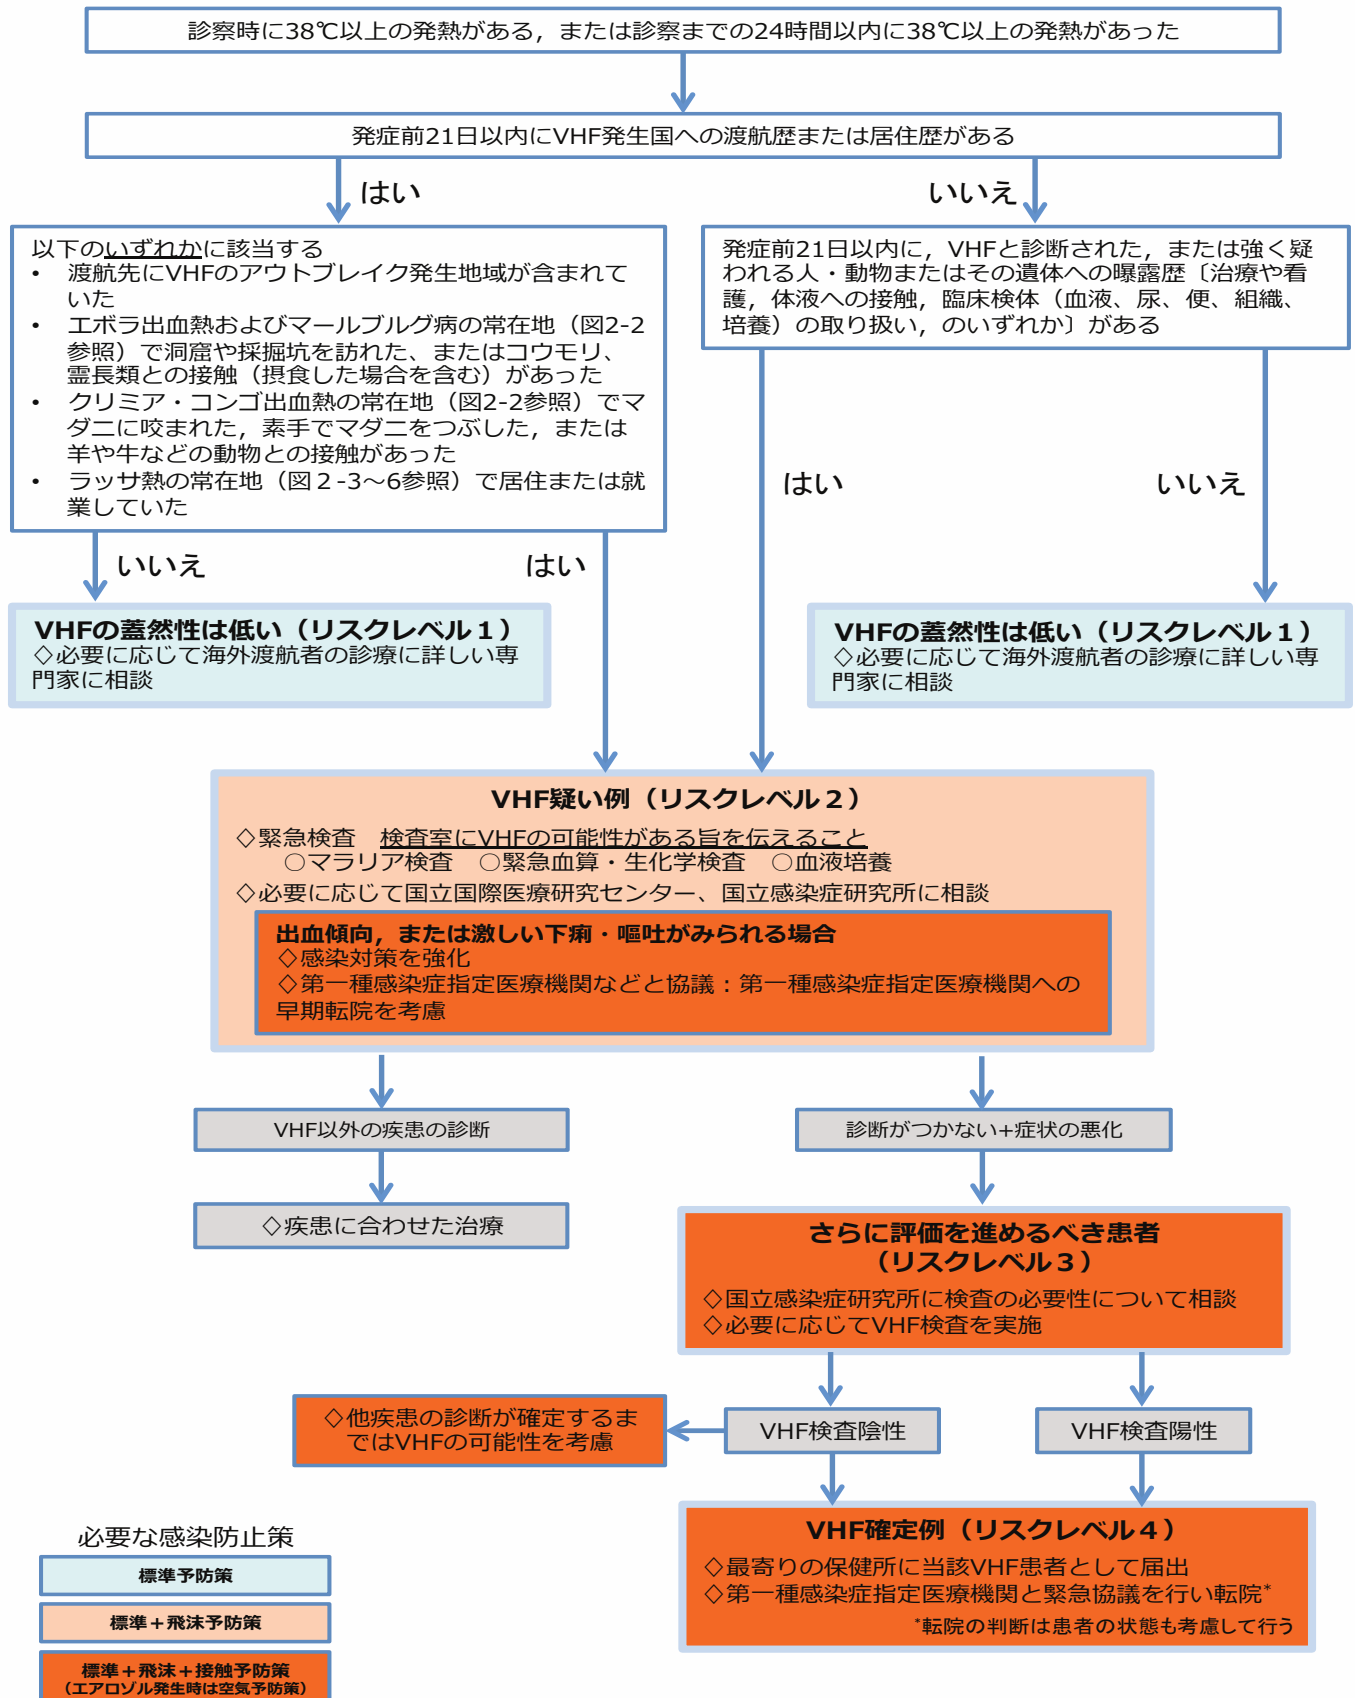 診察時に38℃以上の発熱がある，または診察までの24時間以内に38℃以上の発熱があった
発症前21日以内にVHF発生国への渡航歴または居住歴がある
はい
いいえ
以下のいずれかに該当する
• 渡航先にVHFのアウトブレイク発生地域が含まれて
いた
• エボラ出血熱およびマールブルグ病の常在地（図2-2
参照）で洞窟や採掘坑を訪れた、またはコウモリ、
霊長類との接触（摂食した場合を含む）があった
• クリミア・コンゴ出血熱の常在地（図2-2参照）でマ
ダニに咬まれた，素手でマダニをつぶした，または
羊や牛などの動物との接触があった
• ラッサ熱の常在地（図２-3～6参照）で居住または就
業していた
発症前21日以内に，VHFと診断された，または強く疑
われる人・動物またはその遺体への曝露歴〔治療や看
護，体液への接触，臨床検体（血液、尿、便、組織、
培養）の取り扱い，のいずれか〕がある
はい
いいえ
いいえ
はい
VHFの蓋然性は低い（リスクレベル１）
◇必要に応じて海外渡航者の診療に詳しい専
門家に相談
VHFの蓋然性は低い（リスクレベル１）
◇必要に応じて海外渡航者の診療に詳しい専
門家に相談
VHF疑い例（リスクレベル２）
◇緊急検査　検査室にVHFの可能性がある旨を伝えること
○マラリア検査　○緊急血算・生化学検査　○血液培養
◇必要に応じて国立国際医療研究センター、国立感染症研究所に相談
出血傾向，または激しい下痢・嘔吐がみられる場合
◇感染対策を強化
◇第一種感染症指定医療機関などと協議：第一種感染症指定医療機関への
早期転院を考慮
VHF以外の疾患の診断
診断がつかない+症状の悪化
◇疾患に合わせた治療
さらに評価を進めるべき患者
（リスクレベル３）
◇国立感染症研究所に検査の必要性について相談
◇必要に応じてVHF検査を実施
◇他疾患の診断が確定するま
ではVHFの可能性を考慮
VHF検査陰性
VHF検査陽性
VHF確定例（リスクレベル４）
◇最寄りの保健所に当該VHF患者として届出
◇第一種感染症指定医療機関と緊急協議を行い転院*
*転院の判断は患者の状態も考慮して行う
必要な感染防止策
標準予防策
標準＋飛沫予防策
標準＋飛沫＋接触予防策
（エアロゾル発生時は空気予防策）